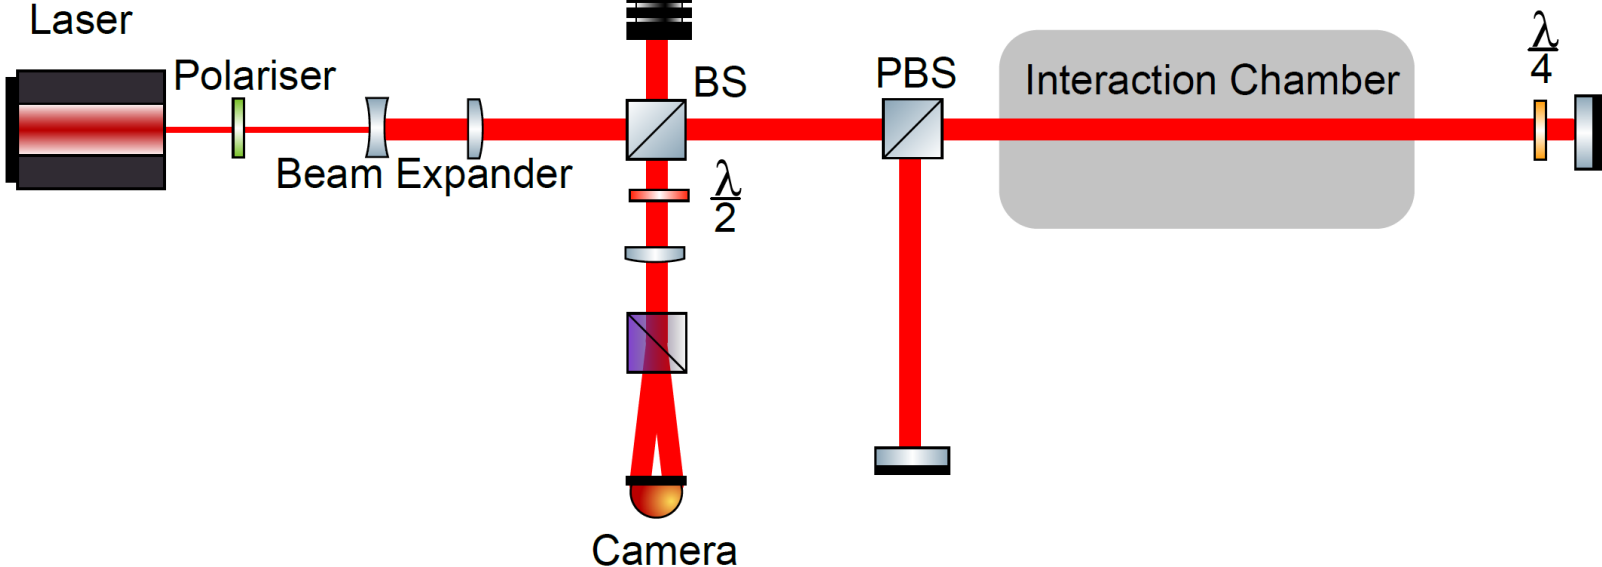 Laser
Polariser
Beam Expander
BS
λ
2
PBS
Interaction Chamber
λ
4
Camera